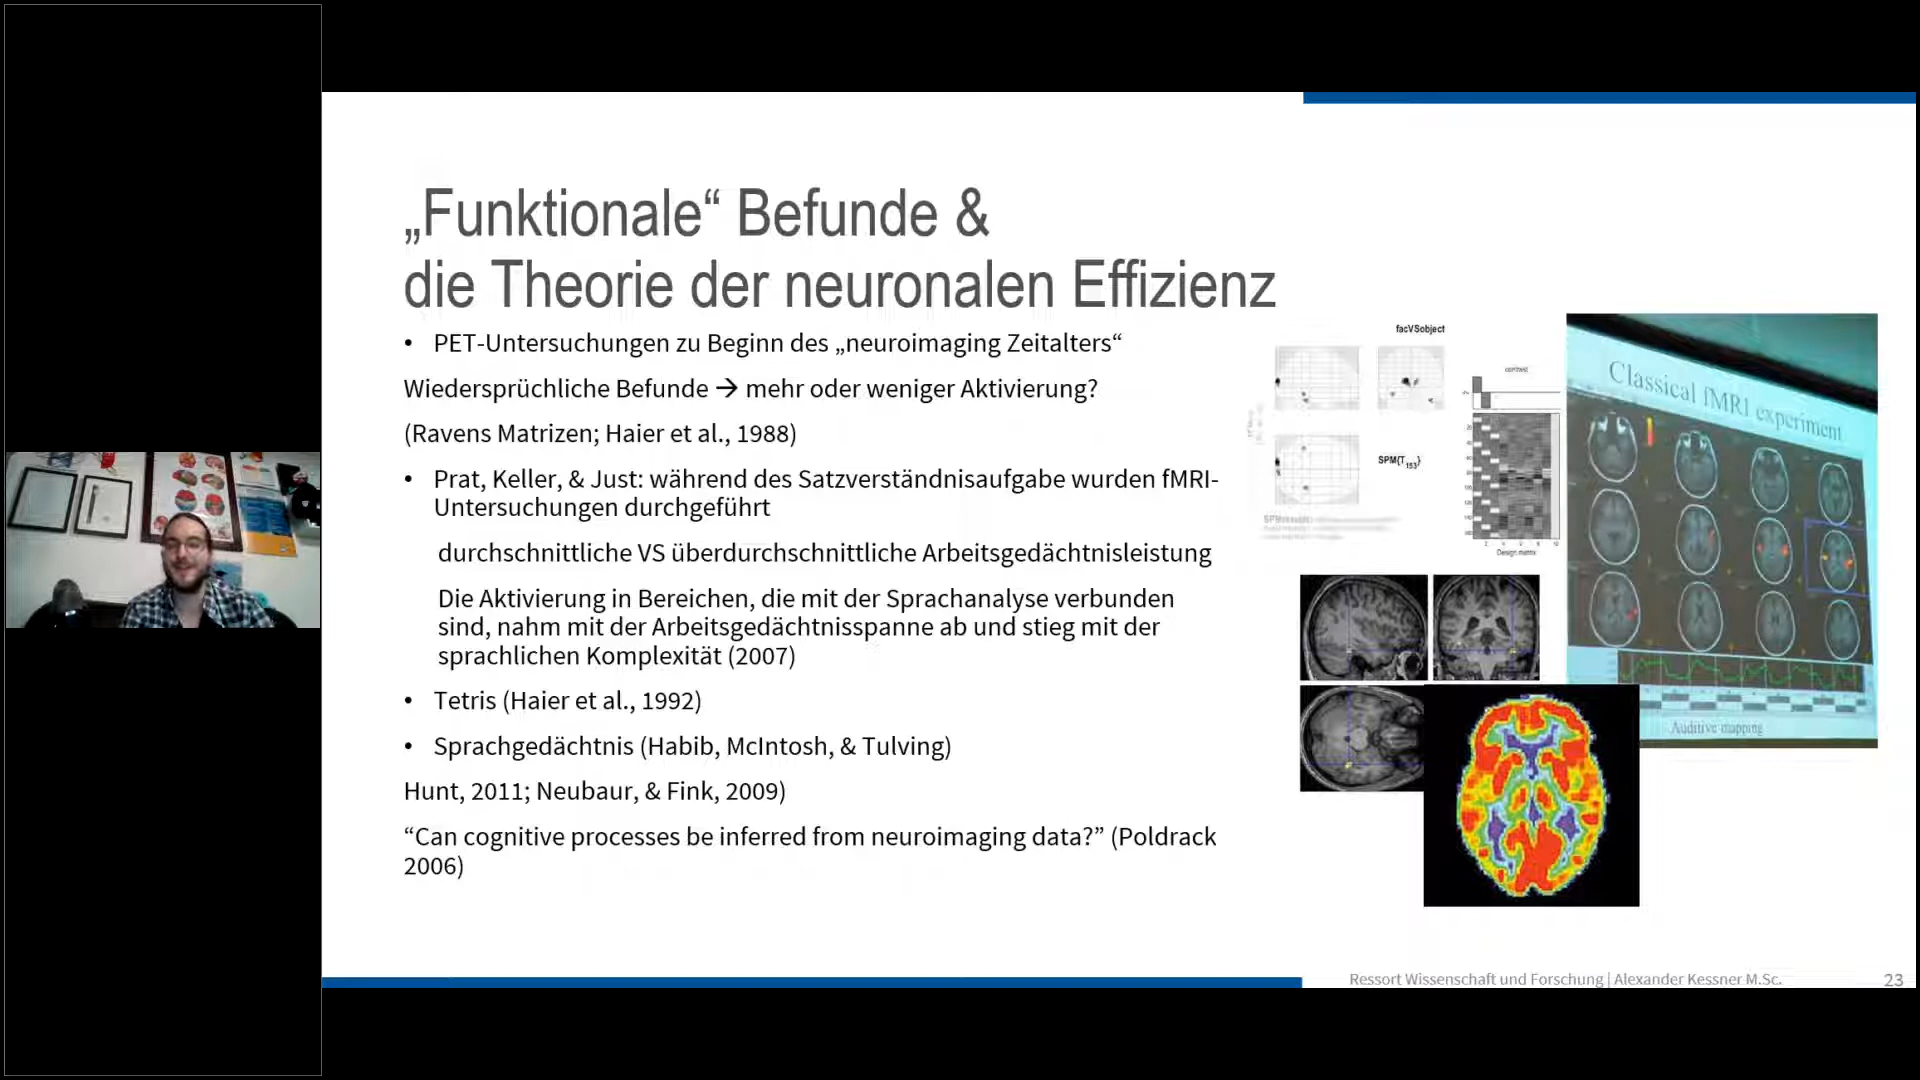 „Funktionale“ Befunde &
die Theorie der neuronalen Effizienz
• PET-Untersuchungen zu Beginn des „neuroimaging Zeitalters“
Wiedersprüchliche Befunde → mehr oder weniger Aktivierung?
(Ravens Matrizen; Haier et al., 1988)
• Prat, Keller, & Just: während des Satzverständnisaufgabe wurden fMRI-
Untersuchungen durchgeführt
durchschnittliche VS überdurchschnittliche Arbeitsgedächtnisleistung
Die Aktivierung in Bereichen, die mit der Sprachanalyse verbunden
sind, nahm mit der Arbeitsgedächtnisspanne ab und stieg mit der
sprachlichen Komplexität (2007)
• Tetris (Haier et al., 1992)
• Sprachgedächtnis (Habib, McIntosh, & Tulving)
Hunt, 2011; Neubaur, & Fink, 2009)
“Can cognitive processes be inferred from neuroimaging data?” (Poldrack
2006)
facVSobject
contrast
SPM{T153}
Design matrix
Classical fMRI experiment
Auditive mapping
Ressort Wissenschaft und Forschung | Alexander Kessner M.Sc.
23